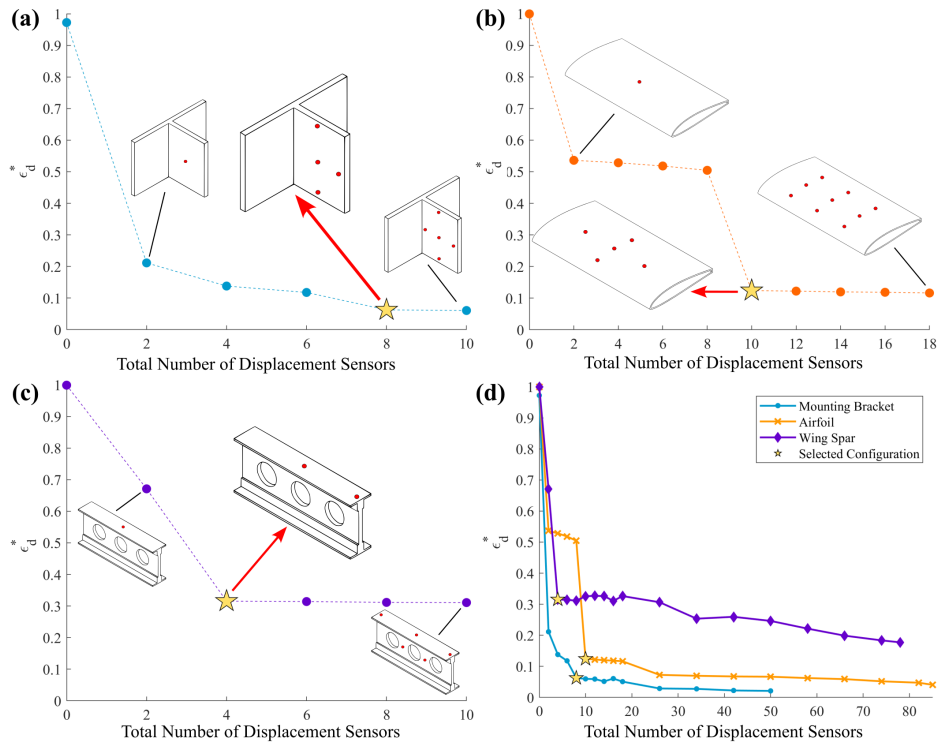 (a)
1
0.9
0.8
0.7
0.6
0.5
0.4
0.3
0.2
0.1
0
ϵ*d
0 2 4 6 8 10
Total Number of Displacement Sensors
(b)
1
0.9
0.8
0.7
0.6
0.5
0.4
0.3
0.2
0.1
0
ϵ*d
0 2 4 6 8 10 12 14 16 18
Total Number of Displacement Sensors
(c)
1
0.9
0.8
0.7
0.6
0.5
0.4
0.3
0.2
0.1
0
ϵ*d
0 2 4 6 8 10
Total Number of Displacement Sensors
(d)
Mounting Bracket
Airfoil
Wing Spar
Selected Configuration
1
0.9
0.8
0.7
0.6
0.5
0.4
0.3
0.2
0.1
0
ϵ*d
0 10 20 30 40 50 60 70 80
Total Number of Displacement Sensors